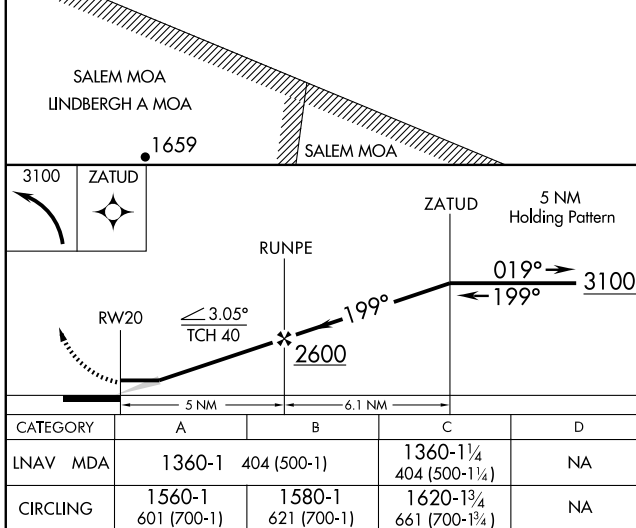 SALEM MOA
LINDBERGH A MOA
1659
SALEM MOA
3100 ZATUD
ZATUD
5 NM
Holding Pattern
RUNPE
019°
3100
199°
199°
RW20
3.05°
TCH 40
2600
5 NM
6.1 NM
CATEGORY A B C D
LNAV MDA 1360-1 404 (500-1) 1360-1¼ NA
404 (500-1¼)
CIRCLING 1560-1 1580-1 1620-1¾ NA
601 (700-1) 621 (700-1) 661 (700-1¾)